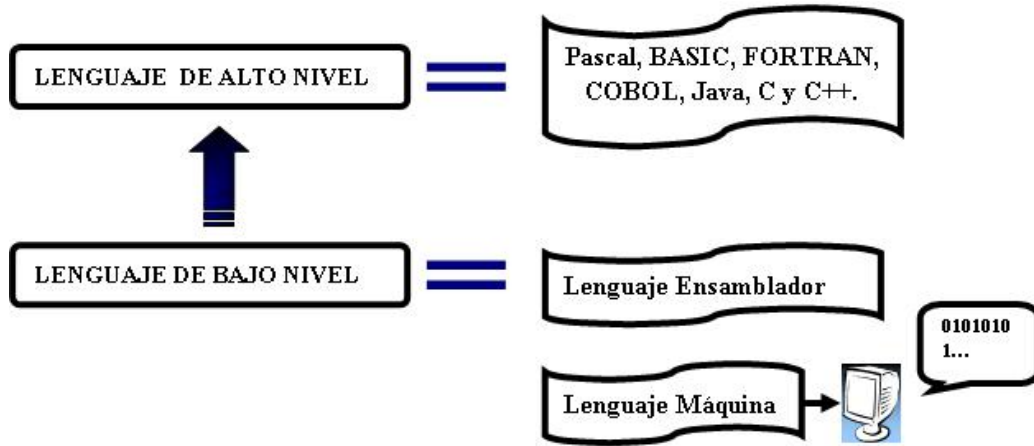 LENGUAJE DE ALTO NIVEL
Pascal, BASIC, FORTRAN,
COBOL, Java, C y C++.
LENGUAJE DE BAJO NIVEL
Lenguaje Ensamblador
0101010
1...
Lenguaje Máquina